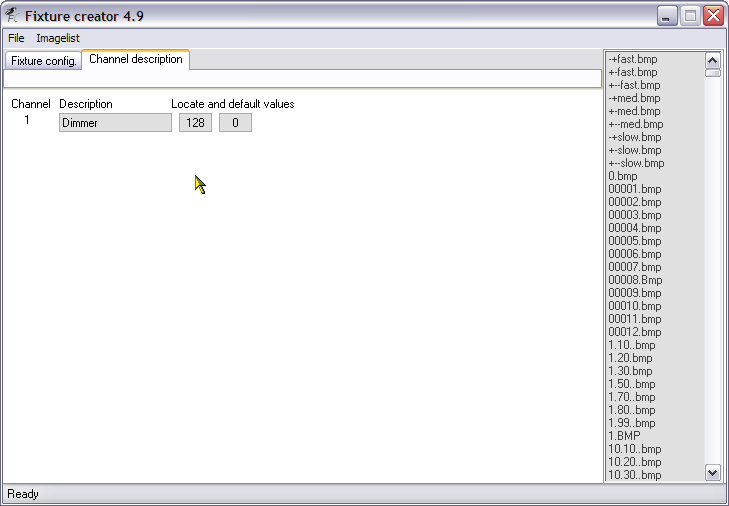 Fixture creator 4.9
File Imagelist
Fixture config. Channel description
Channel Description Locate and default values
1 Dimmer 128 0
-+fast.bmp
+-fast.bmp
+--fast.bmp
-+med.bmp
+-med.bmp
+--med.bmp
-+slow.bmp
+-slow.bmp
+--slow.bmp
0.bmp
00001.bmp
00002.bmp
00003.bmp
00004.bmp
00005.bmp
00006.bmp
00007.bmp
00008.Bmp
00009.bmp
00010.bmp
00011.bmp
00012.bmp
1.10..bmp
1.20.bmp
1.30.bmp
1.50..bmp
1.70..bmp
1.80..bmp
1.99..bmp
1.BMP
10.10..bmp
10.20..bmp
10.30..bmp
Ready